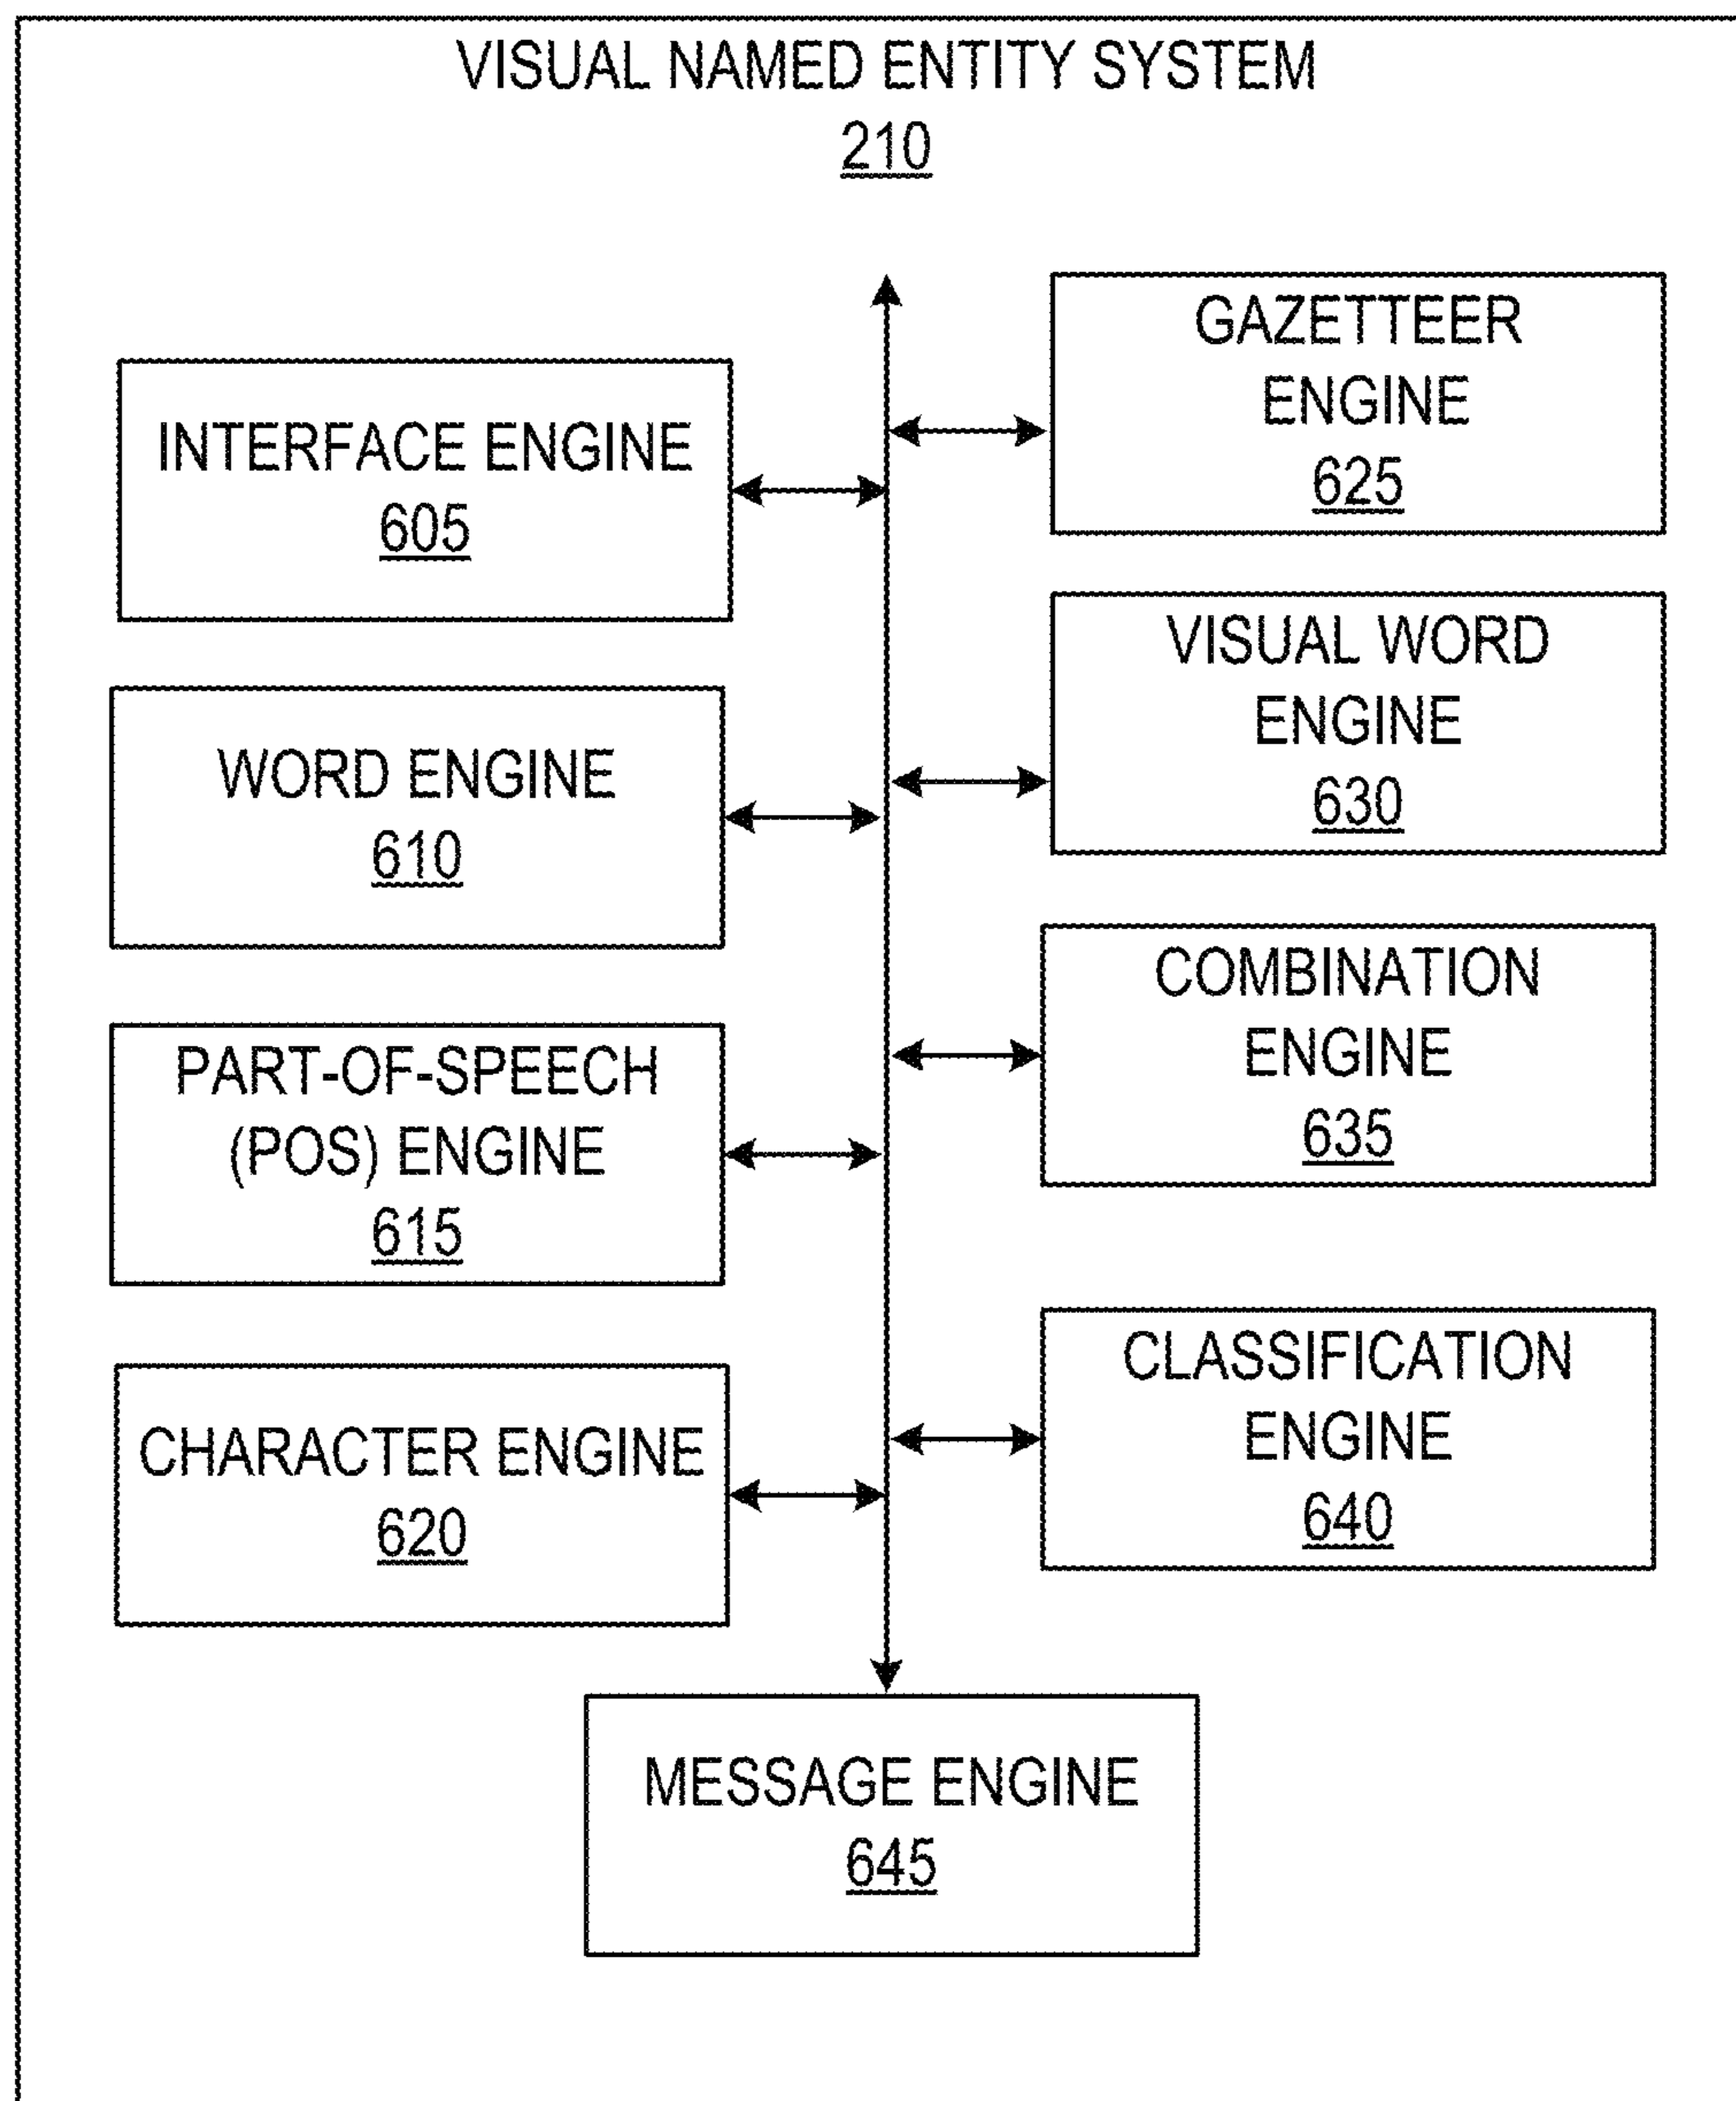 VISUAL NAMED ENTITY SYSTEM
210
INTERFACE ENGINE
605
WORD ENGINE
610
PART-OF-SPEECH
(POS) ENGINE
615
CHARACTER ENGINE
620
GAZETTEER
ENGINE
625
VISUAL WORD
ENGINE
630
COMBINATION
ENGINE
635
CLASSIFICATION
ENGINE
640
MESSAGE ENGINE
645